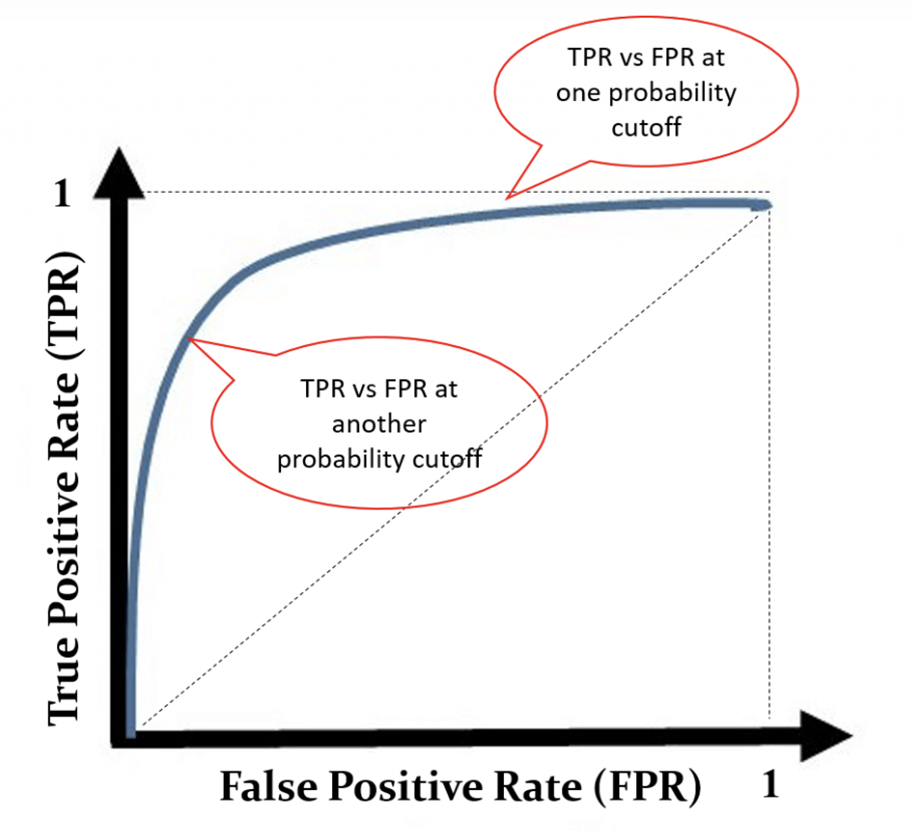 TPR vs FPR at
one probability
cutoff
1
True Positive Rate (TPR)
TPR vs FPR at
another
probability cutoff
False Positive Rate (FPR)
1